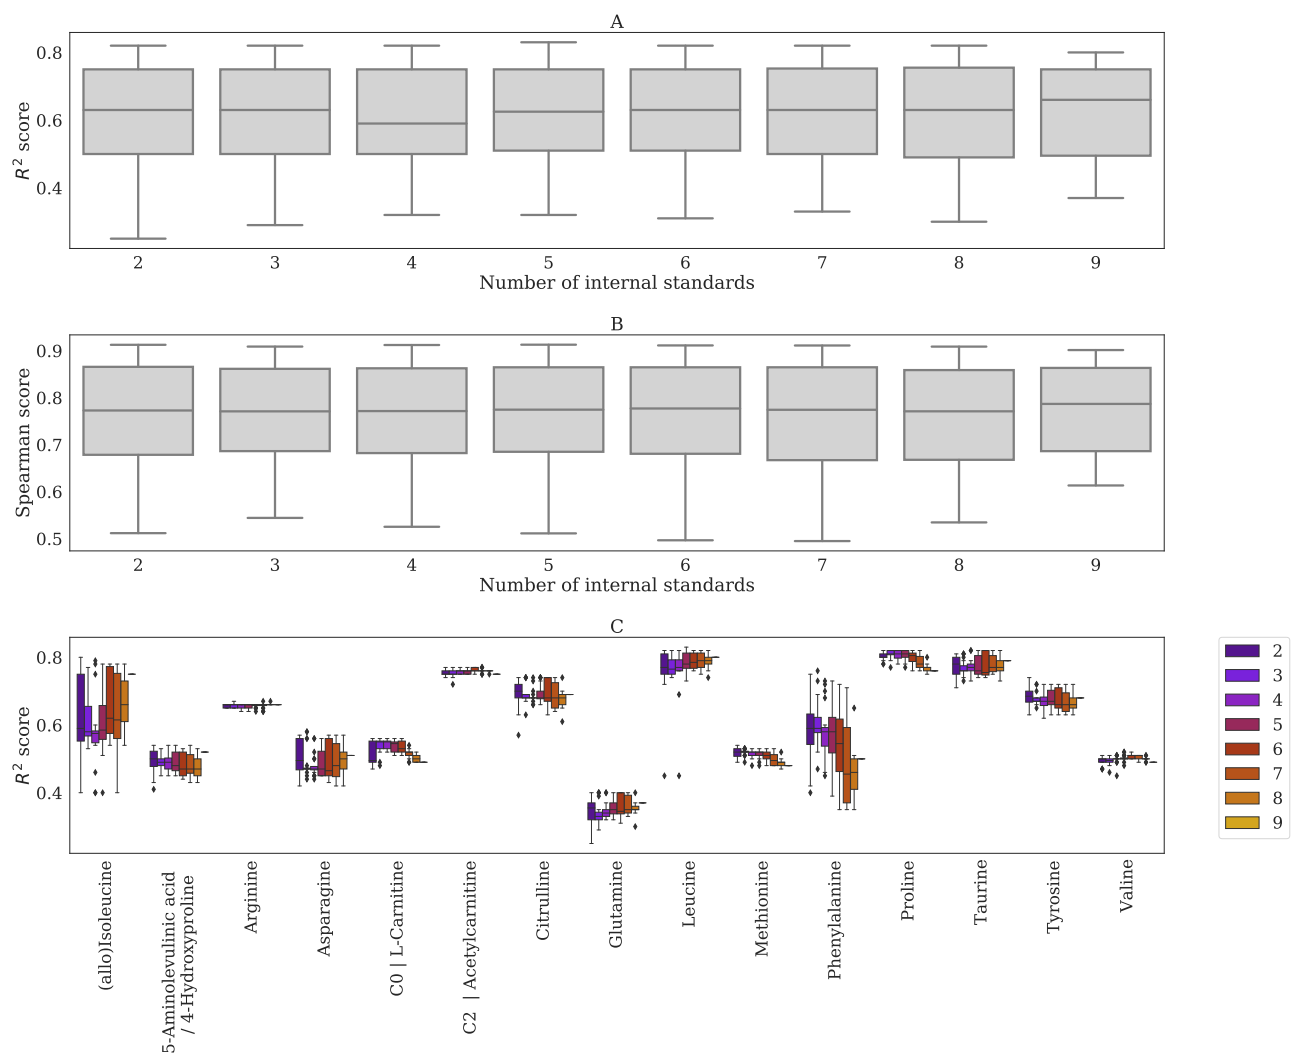 A
0.8
0.6
0.4
R² score
2 3 4 5 6 7 8 9
Number of internal standards
B
0.9
0.8
0.7
0.6
0.5
Spearman score
2 3 4 5 6 7 8 9
Number of internal standards
C
0.8
0.6
0.4
R² score
(allo)Isoleucine
5-Aminolevulinic acid
/ 4-Hydroxyproline
Arginine
Asparagine
C0 | L-Carnitine
C2 | Acetylcarnitine
Citrulline
Glutamine
Leucine
Methionine
Phenylalanine
Proline
Taurine
Tyrosine
Valine
2
3
4
5
6
7
8
9